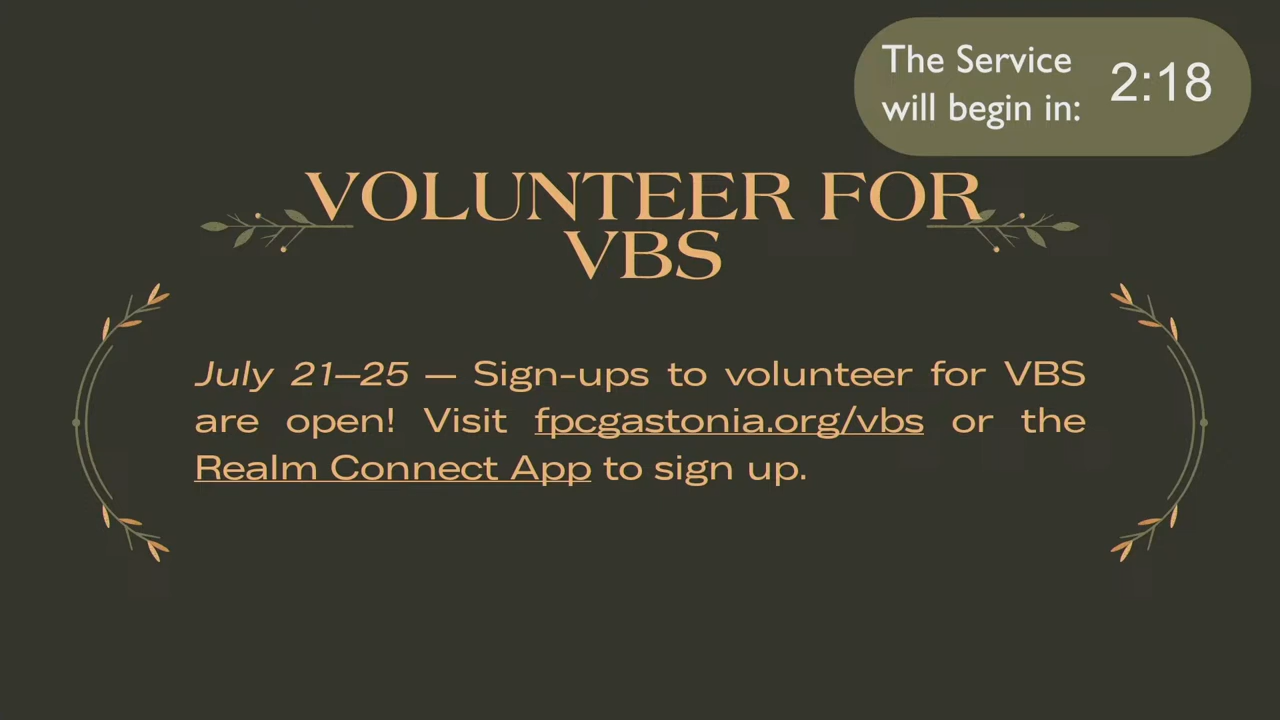 The Service
will begin in:
2:18
VOLUNTEER FOR
VBS
July 21–25 — Sign-ups to volunteer for VBS
are open! Visit fpcgastonia.org/vbs or the
Realm Connect App to sign up.